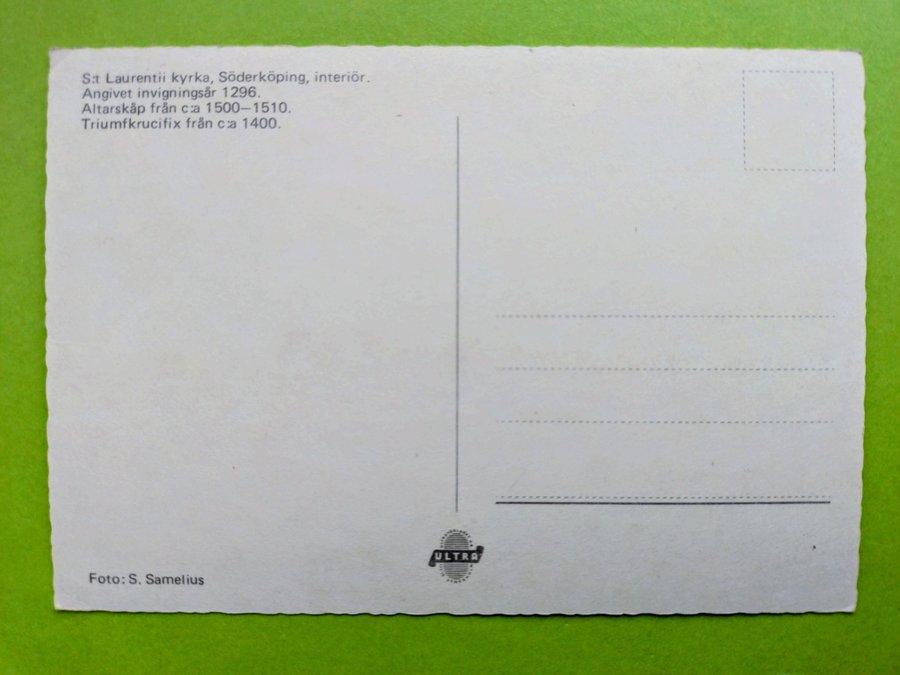 S:t Laurentii kyrka, Söderköping, interiör.
Angivet invigningsår 1296.
Altarskåp från c:a 1500—1510.
Triumfkrucifix från c:a 1400.
ULTRA
Foto: S. Samelius